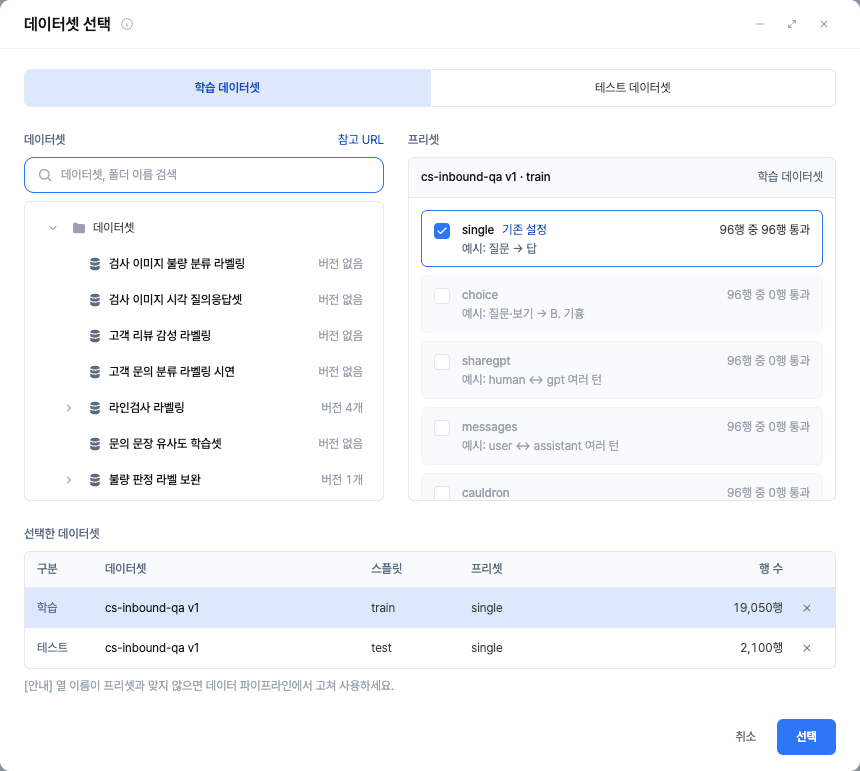 데이터셋 선택
학습 데이터셋
테스트 데이터셋
데이터셋
참고 URL
데이터셋, 폴더 이름 검색
데이터셋
검사 이미지 불량 분류 라벨링 버전 없음
검사 이미지 시각 질의응답셋 버전 없음
고객 리뷰 감성 라벨링 버전 없음
고객 문의 분류 라벨링 시연 버전 없음
라인검사 라벨링 버전 4개
문의 문장 유사도 학습셋 버전 없음
불량 판정 라벨 보완 버전 1개
프리셋
cs-inbound-qa v1 · train 학습 데이터셋
single 기존 설정 96행 중 96행 통과
예시: 질문 → 답
choice 96행 중 0행 통과
예시: 질문·보기 → B. 기흉
sharegpt 96행 중 0행 통과
예시: human ↔ gpt 여러 턴
messages 96행 중 0행 통과
예시: user ↔ assistant 여러 턴
cauldron 96행 중 0행 통과
선택한 데이터셋
구분 데이터셋 스플릿 프리셋 행 수
학습 cs-inbound-qa v1 train single 19,050행
테스트 cs-inbound-qa v1 test single 2,100행
[안내] 열 이름이 프리셋과 맞지 않으면 데이터 파이프라인에서 고쳐 사용하세요.
취소
선택